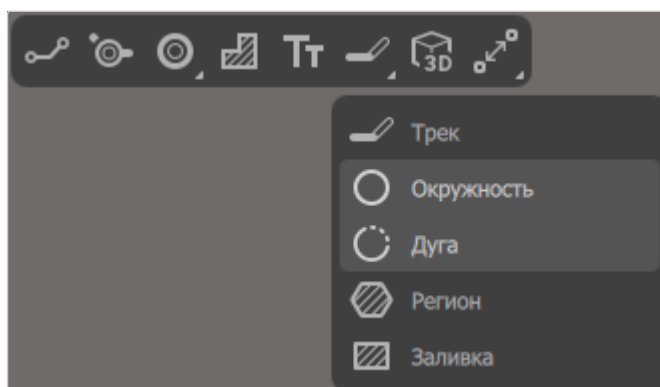 Tт
3D
Трек
Окружность
Дуга
Регион
Заливка